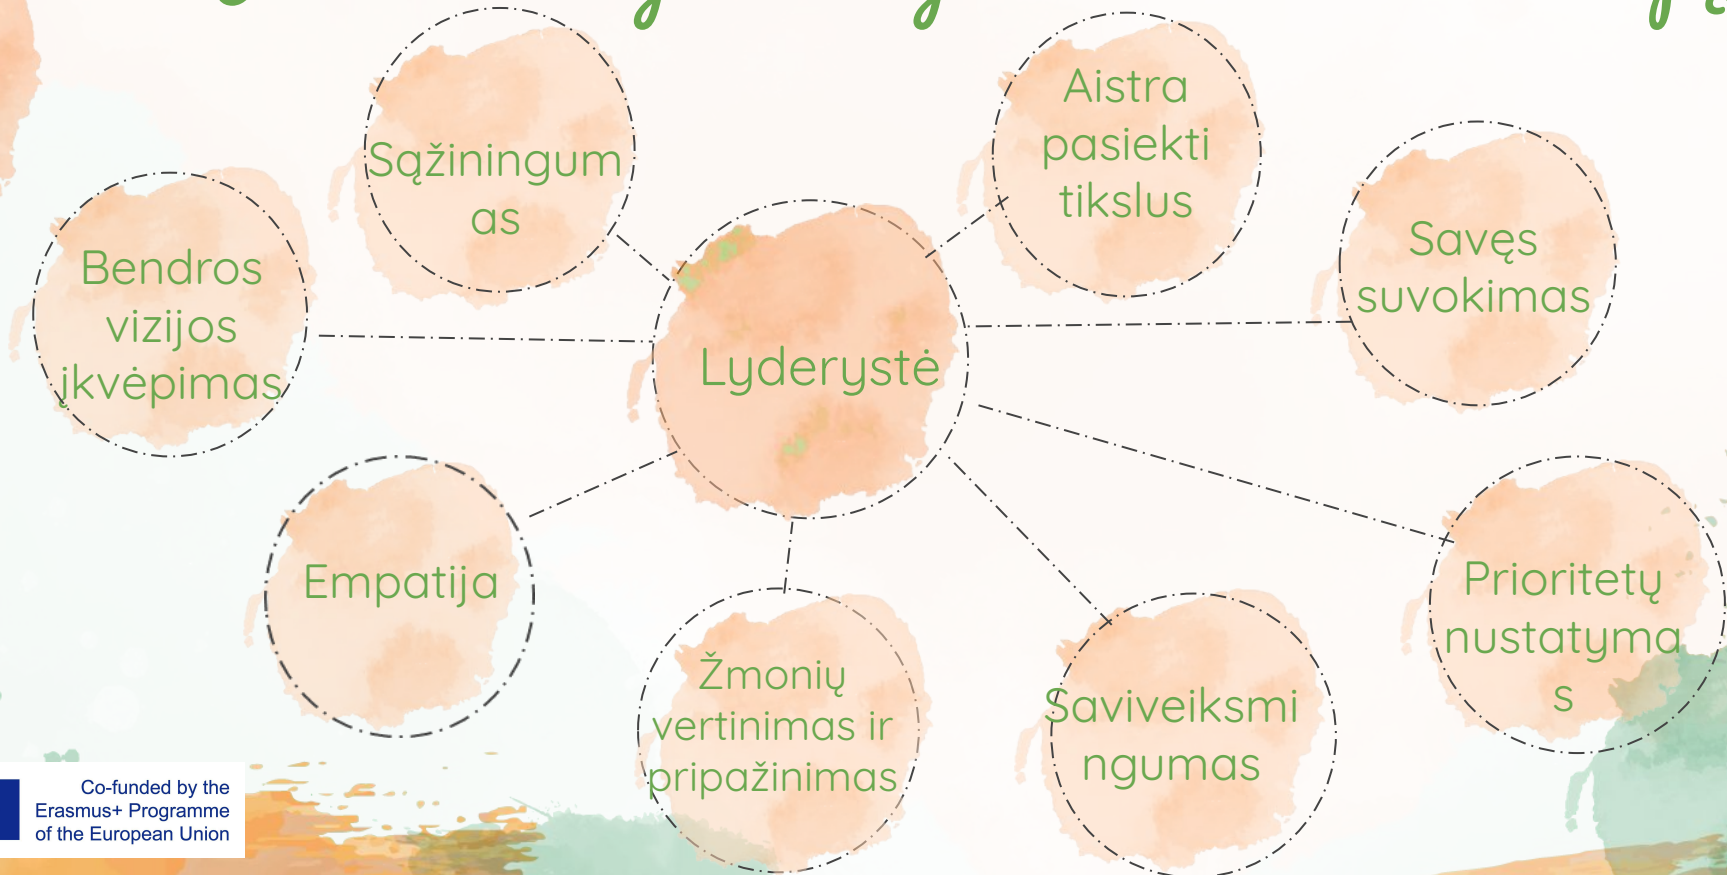 Sąžiningum
as
Aistra
pasiekti
tikslus
Bendros
vizijos
įkvėpimas
Savęs
suvokimas
Lyderystė
Empatija
Žmonių
vertinimas ir
pripažinimas
Saviveiksmi
ngumas
Prioritetų
nustatyma
s
Co-funded by the
Erasmus+ Programme
of the European Union